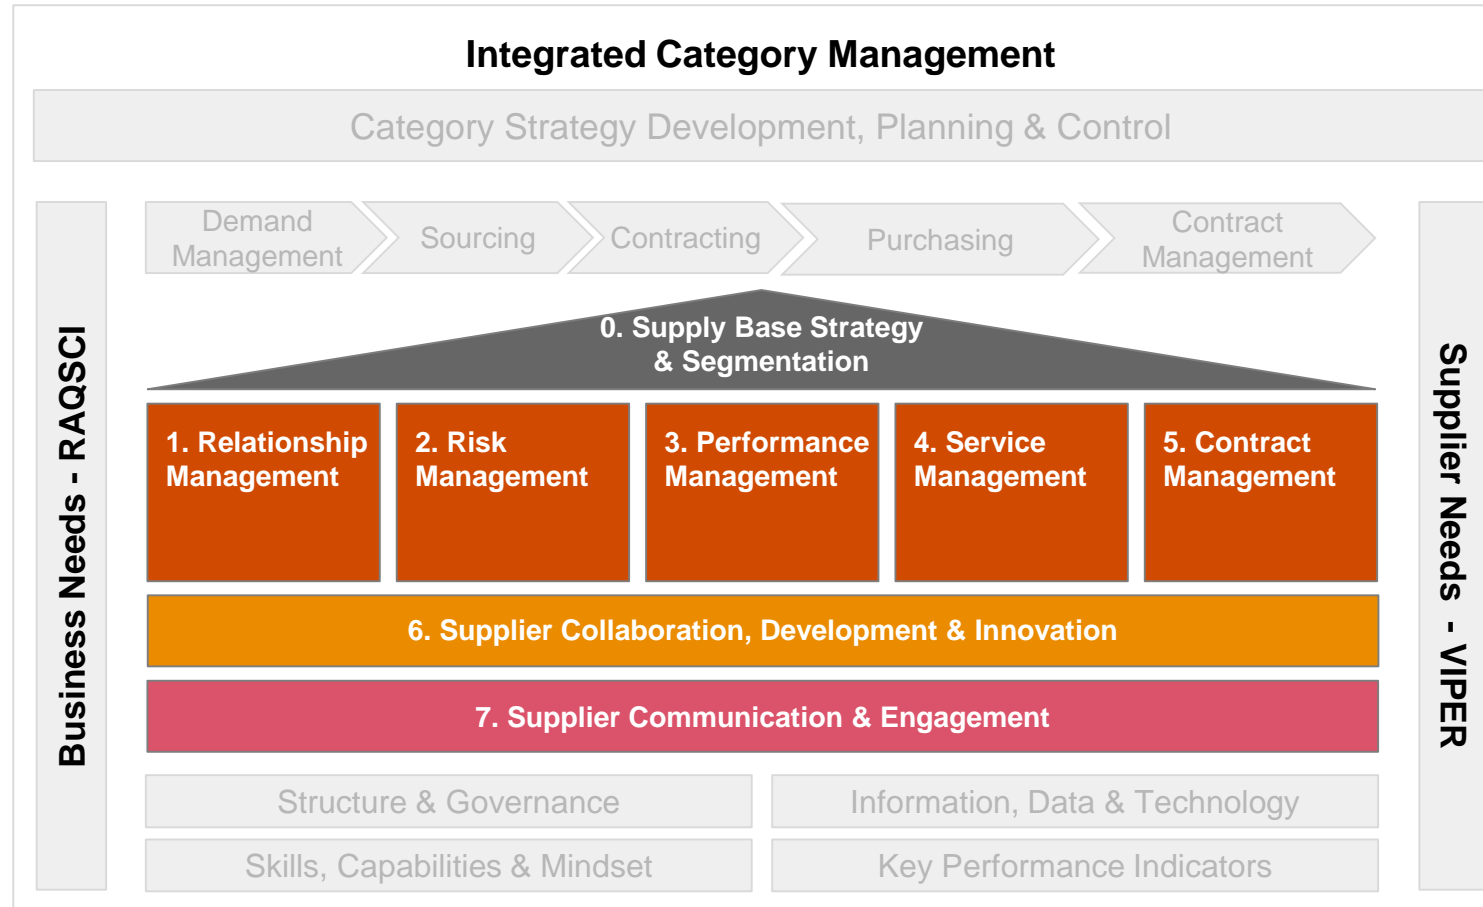 Integrated Category Management
Category Strategy Development, Planning & Control
Business Needs - RAQSCI
Demand
Management
Sourcing
Contracting
Purchasing
Contract
Management
0. Supply Base Strategy
& Segmentation
1. Relationship
Management
2. Risk
Management
3. Performance
Management
4. Service
Management
5. Contract
Management
6. Supplier Collaboration, Development & Innovation
7. Supplier Communication & Engagement
Structure & Governance
Information, Data & Technology
Skills, Capabilities & Mindset
Key Performance Indicators
Supplier Needs - VIPER